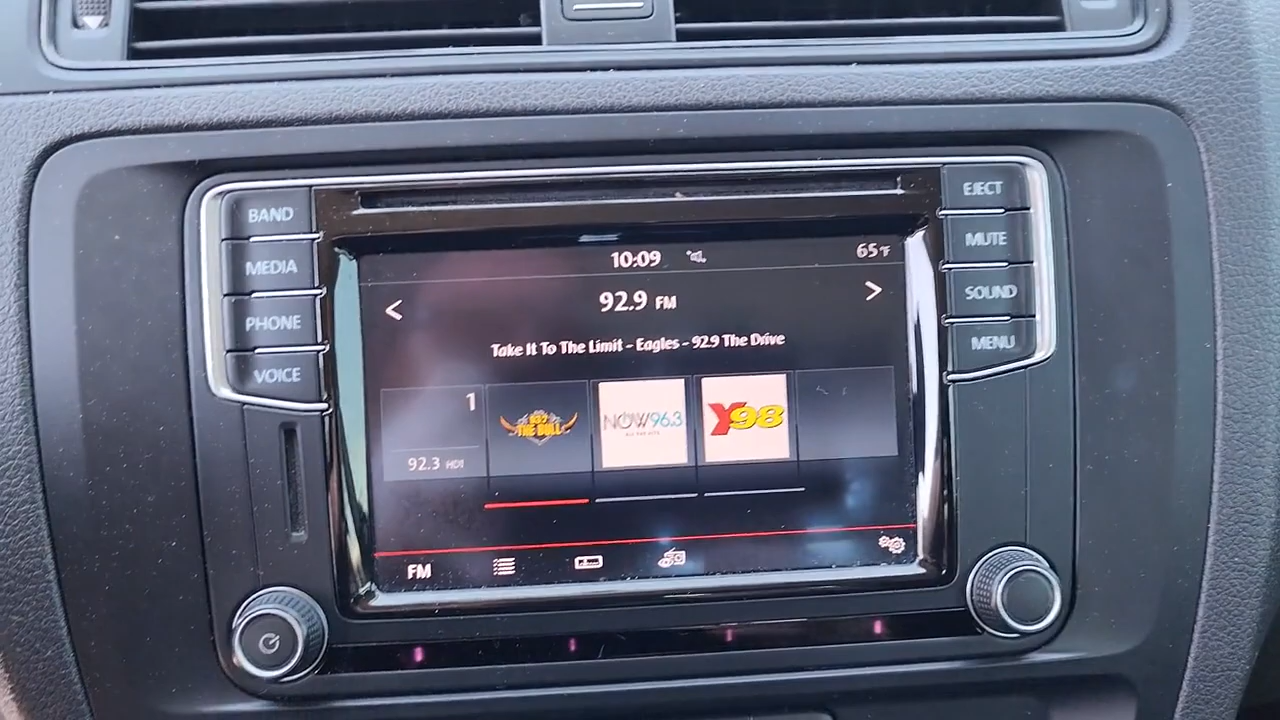 BAND
MEDIA
PHONE
VOICE
EJECT
MUTE
SOUND
MENU
10:09
65°F
92.9 FM
Take It To The Limit - Eagles - 92.9 The Drive
1
92.3 HD1
THE BULL
NOW96.3
Y98
FM